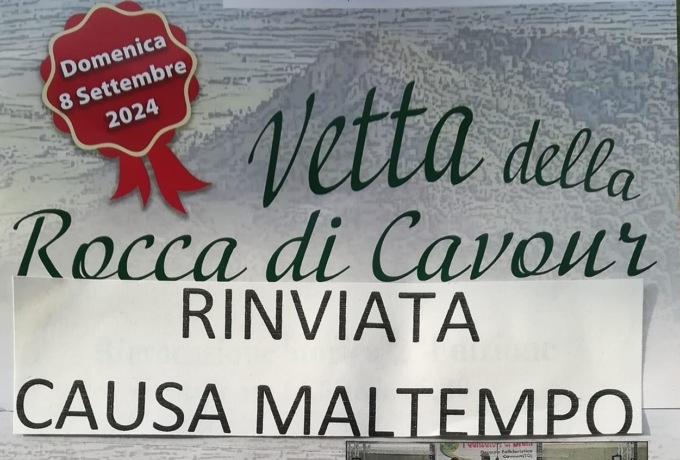 Domenica
8 Settembre
2024
Vetta della
Rocca di Cavour
RINVIATA
CAUSA MALTEMPO